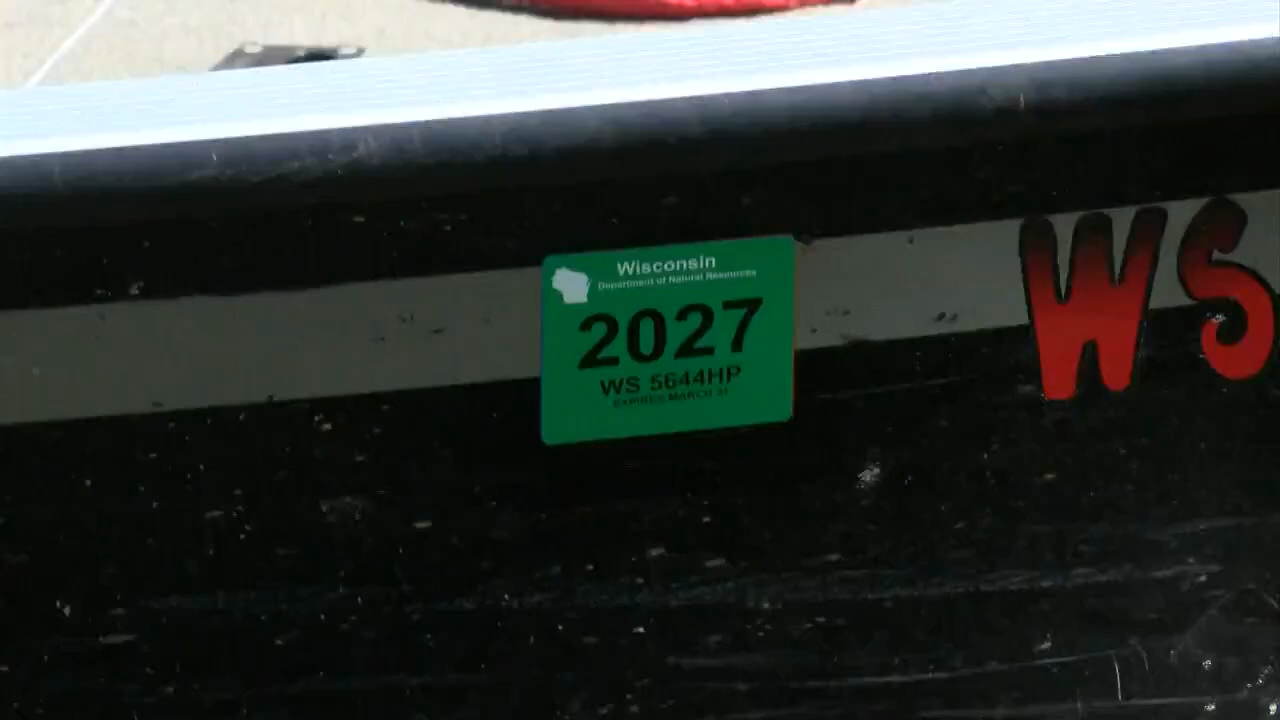 Wisconsin
Department of Natural Resources
2027
WS 5644HP
EXPIRES MARCH 31
WS